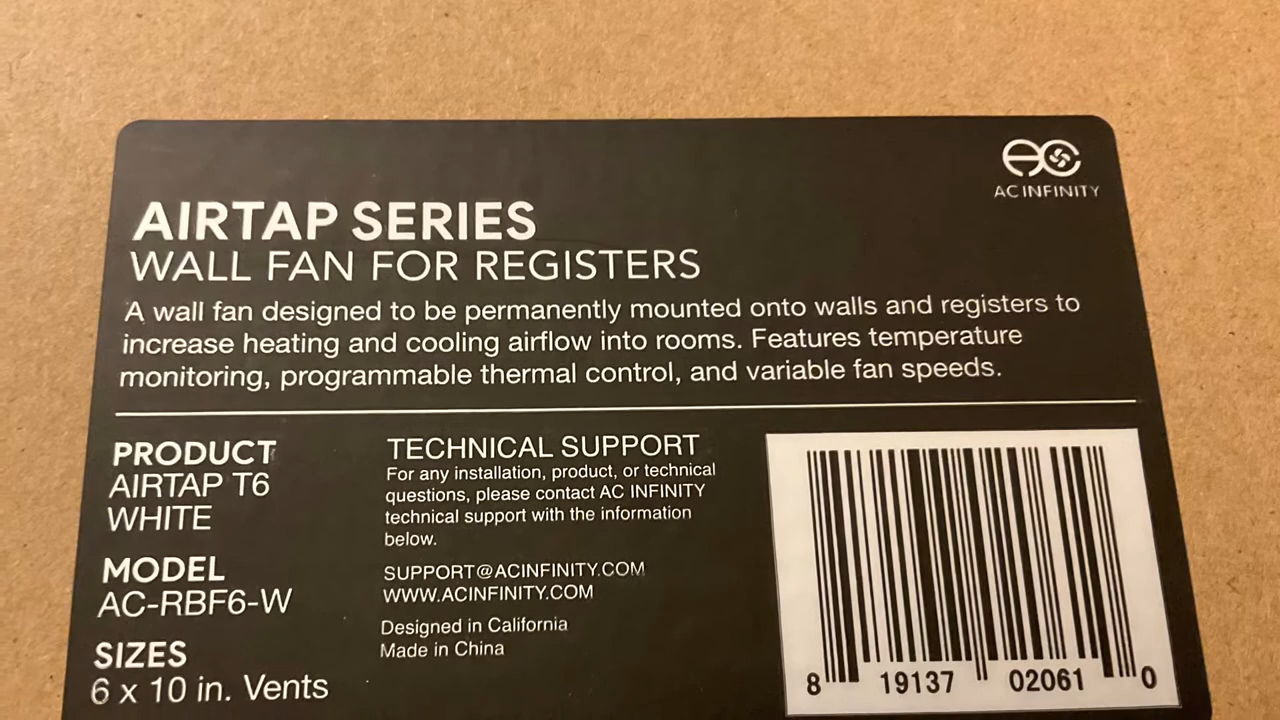 AC INFINITY
AIRTAP SERIES
WALL FAN FOR REGISTERS
A wall fan designed to be permanently mounted onto walls and registers to
increase heating and cooling airflow into rooms. Features temperature
monitoring, programmable thermal control, and variable fan speeds.
PRODUCT
AIRTAP T6
WHITE
MODEL
AC-RBF6-W
SIZES
6 x 10 in. Vents
TECHNICAL SUPPORT
For any installation, product, or technical
questions, please contact AC INFINITY
technical support with the information
below.
SUPPORT@ACINFINITY.COM
WWW.ACINFINITY.COM
Designed in California
Made in China
8 19137 02061 0